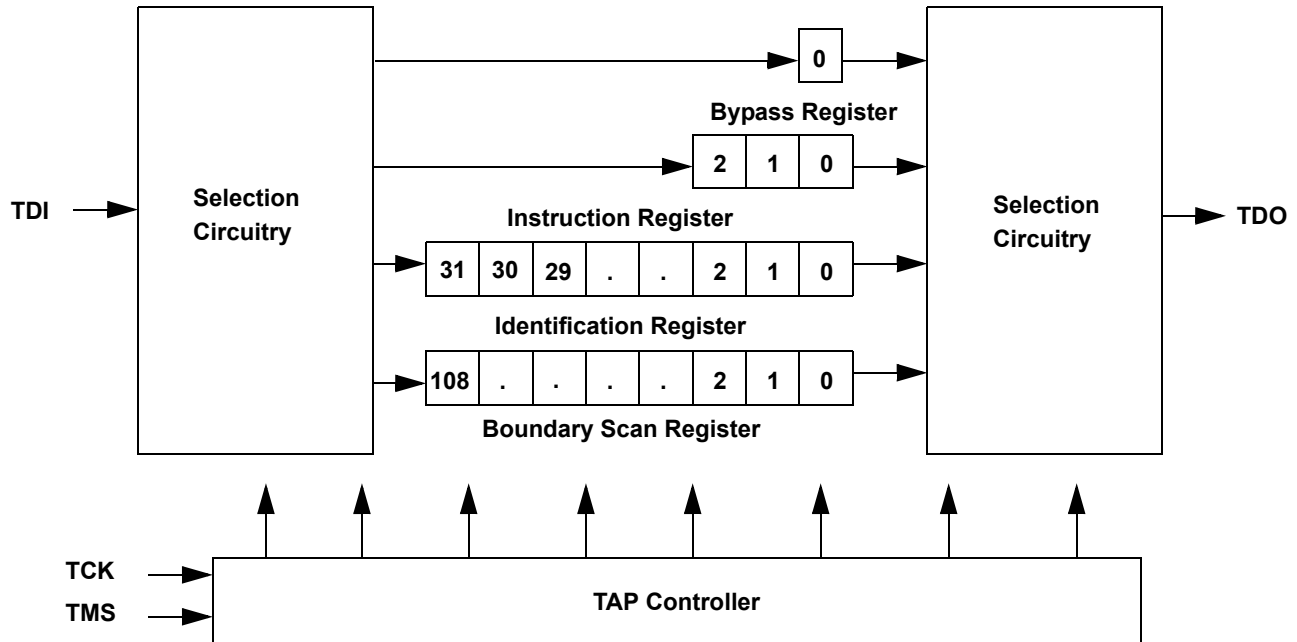 0
Bypass Register
2 1 0
TDI
Selection
Circuitry
Selection
Circuitry
TDO
Instruction Register
31 30 29 . . 2 1 0
Identification Register
108 . . . . 2 1 0
Boundary Scan Register
TCK
TMS
TAP Controller